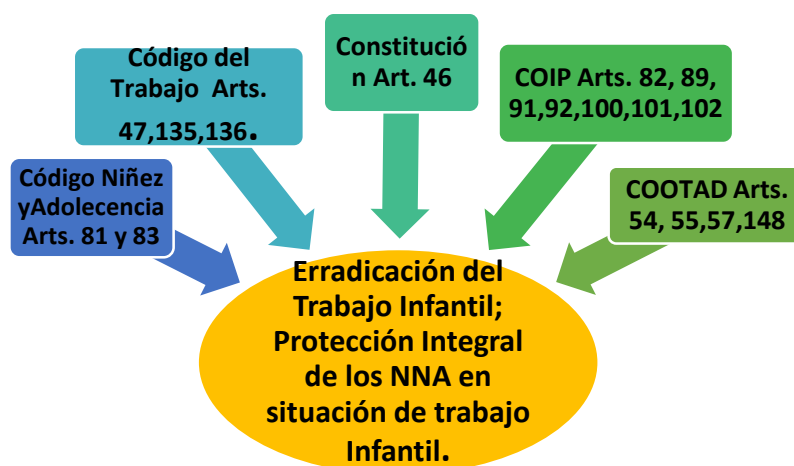 Código Niñez
yAdolecencia
Arts. 81 y 83
Código del
Trabajo Arts.
47,135,136.
Constitució
n Art. 46
COIP Arts. 82, 89,
91,92,100,101,102
COOTAD Arts.
54, 55,57,148
Erradicación del
Trabajo Infantil;
Protección Integral
de los NNA en
situación de trabajo
Infantil.